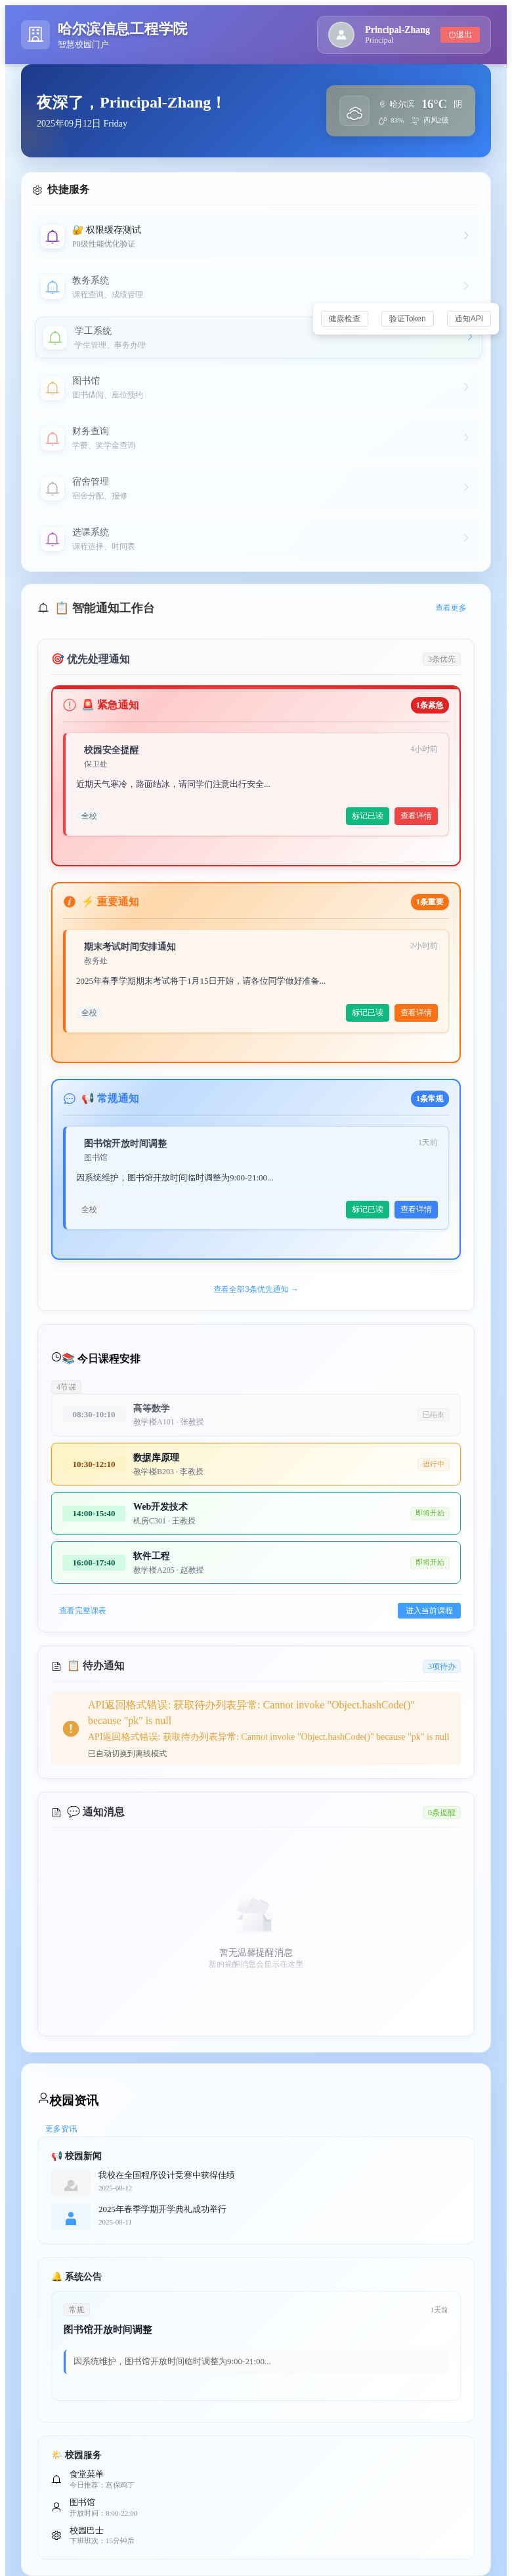 哈尔滨信息工程学院
智慧校园门户
Principal-Zhang
Principal
退出
夜深了，Principal-Zhang！
2025年09月12日 Friday
哈尔滨 16°C 阴
83% 西风2级
快捷服务
🔐 权限缓存测试
P0级性能优化验证
教务系统
课程查询、成绩管理
健康检查 验证Token 通知API
学工系统
学生管理、事务办理
图书馆
图书借阅、座位预约
财务查询
学费、奖学金查询
宿舍管理
宿舍分配、报修
选课系统
课程选择、时间表
📋 智能通知工作台
查看更多
🎯 优先处理通知
3条优先
🚨 紧急通知
1条紧急
校园安全提醒
4小时前
保卫处
近期天气寒冷，路面结冰，请同学们注意出行安全...
全校
标记已读 查看详情
⚡ 重要通知
1条重要
期末考试时间安排通知
2小时前
教务处
2025年春季学期期末考试将于1月15日开始，请各位同学做好准备...
全校
标记已读 查看详情
📢 常规通知
1条常规
图书馆开放时间调整
1天前
图书馆
因系统维护，图书馆开放时间临时调整为9:00-21:00...
全校
标记已读 查看详情
查看全部3条优先通知 →
📚 今日课程安排
4节课
08:30-10:10
高等数学
教学楼A101 · 张教授
已结束
10:30-12:10
数据库原理
教学楼B203 · 李教授
进行中
14:00-15:40
Web开发技术
机房C301 · 王教授
即将开始
16:00-17:40
软件工程
教学楼A205 · 赵教授
即将开始
查看完整课表
进入当前课程
📋 待办通知
3项待办
API返回格式错误: 获取待办列表异常: Cannot invoke "Object.hashCode()"
because "pk" is null
API返回格式错误: 获取待办列表异常: Cannot invoke "Object.hashCode()" because "pk" is null
已自动切换到离线模式
💬 通知消息
0条提醒
暂无温馨提醒消息
新的提醒消息会显示在这里
校园资讯
更多资讯
📢 校园新闻
我校在全国程序设计竞赛中获得佳绩
2025-08-12
2025年春季学期开学典礼成功举行
2025-08-11
🔔 系统公告
常规
1天前
图书馆开放时间调整
因系统维护，图书馆开放时间临时调整为9:00-21:00...
🌤️ 校园服务
食堂菜单
今日推荐：宫保鸡丁
图书馆
开放时间：8:00-22:00
校园巴士
下班班次：15分钟后